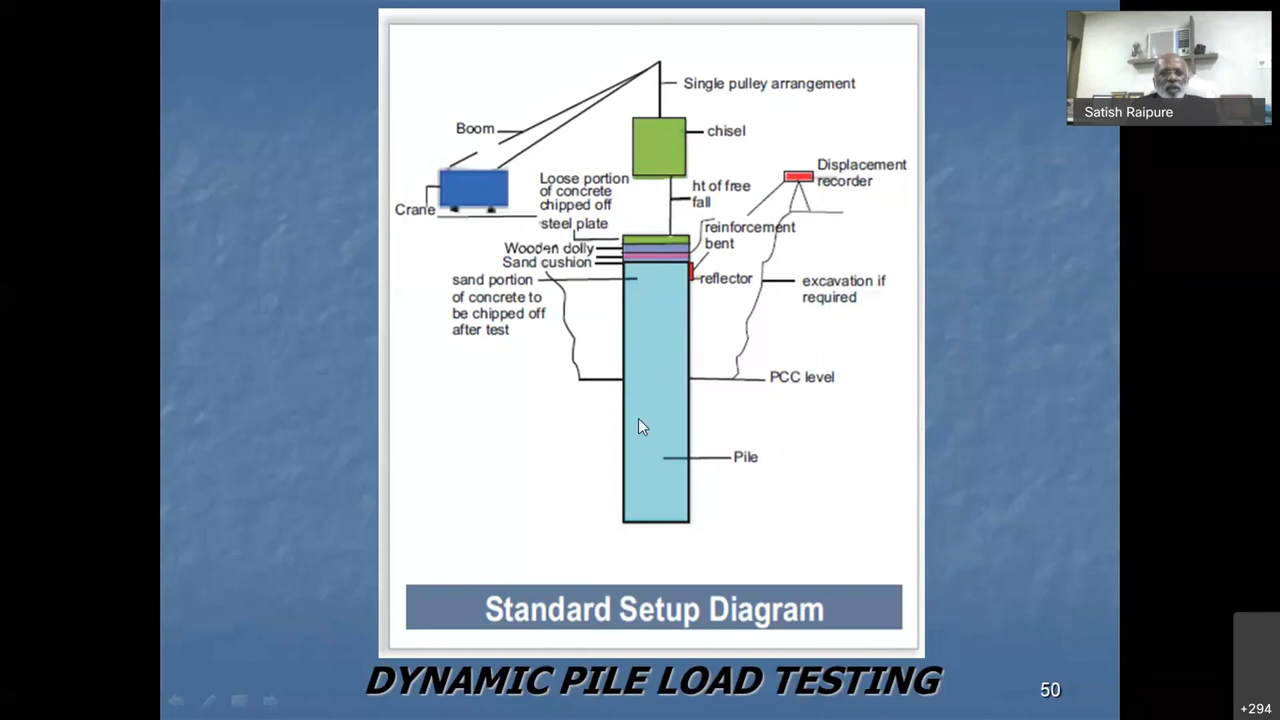 Single pulley arrangement
Boom
chisel
Crane
Loose portion
of concrete
chipped off
ht of free
fall
Displacement
recorder
steel plate
Wooden dolly
Sand cushion
reinforcement
bent
sand portion
of concrete to
be chipped off
after test
reflector
excavation if
required
PCC level
Pile
Standard Setup Diagram
DYNAMIC PILE LOAD TESTING
50
Satish Raipure
+294